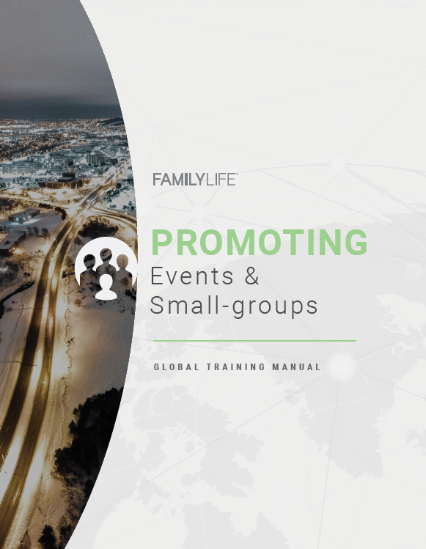 FAMILYLIFE
PROMOTING
Events &
Small-groups
GLOBAL TRAINING MANUAL